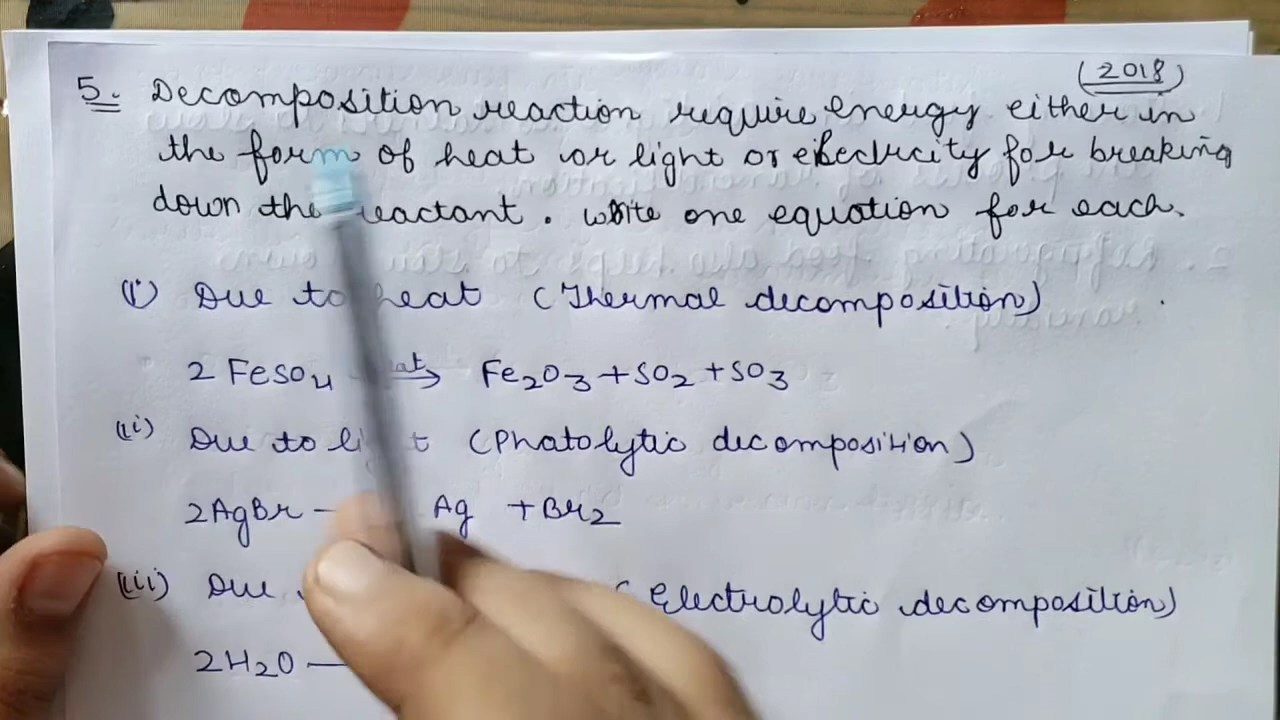 (2018)
5. Decomposition reaction require energy either in
the form of heat or light or electricity for breaking
down the reactant. Write one equation for each.
(i) Due to heat (Thermal decomposition)
2 FeSO4 → Fe2O3 + SO2 + SO3
(ii) Due to (Phatolytic decomposition)
2AgBr — Ag + Br2
(iii) Due (Electrolytic decomposition)
2H2O —